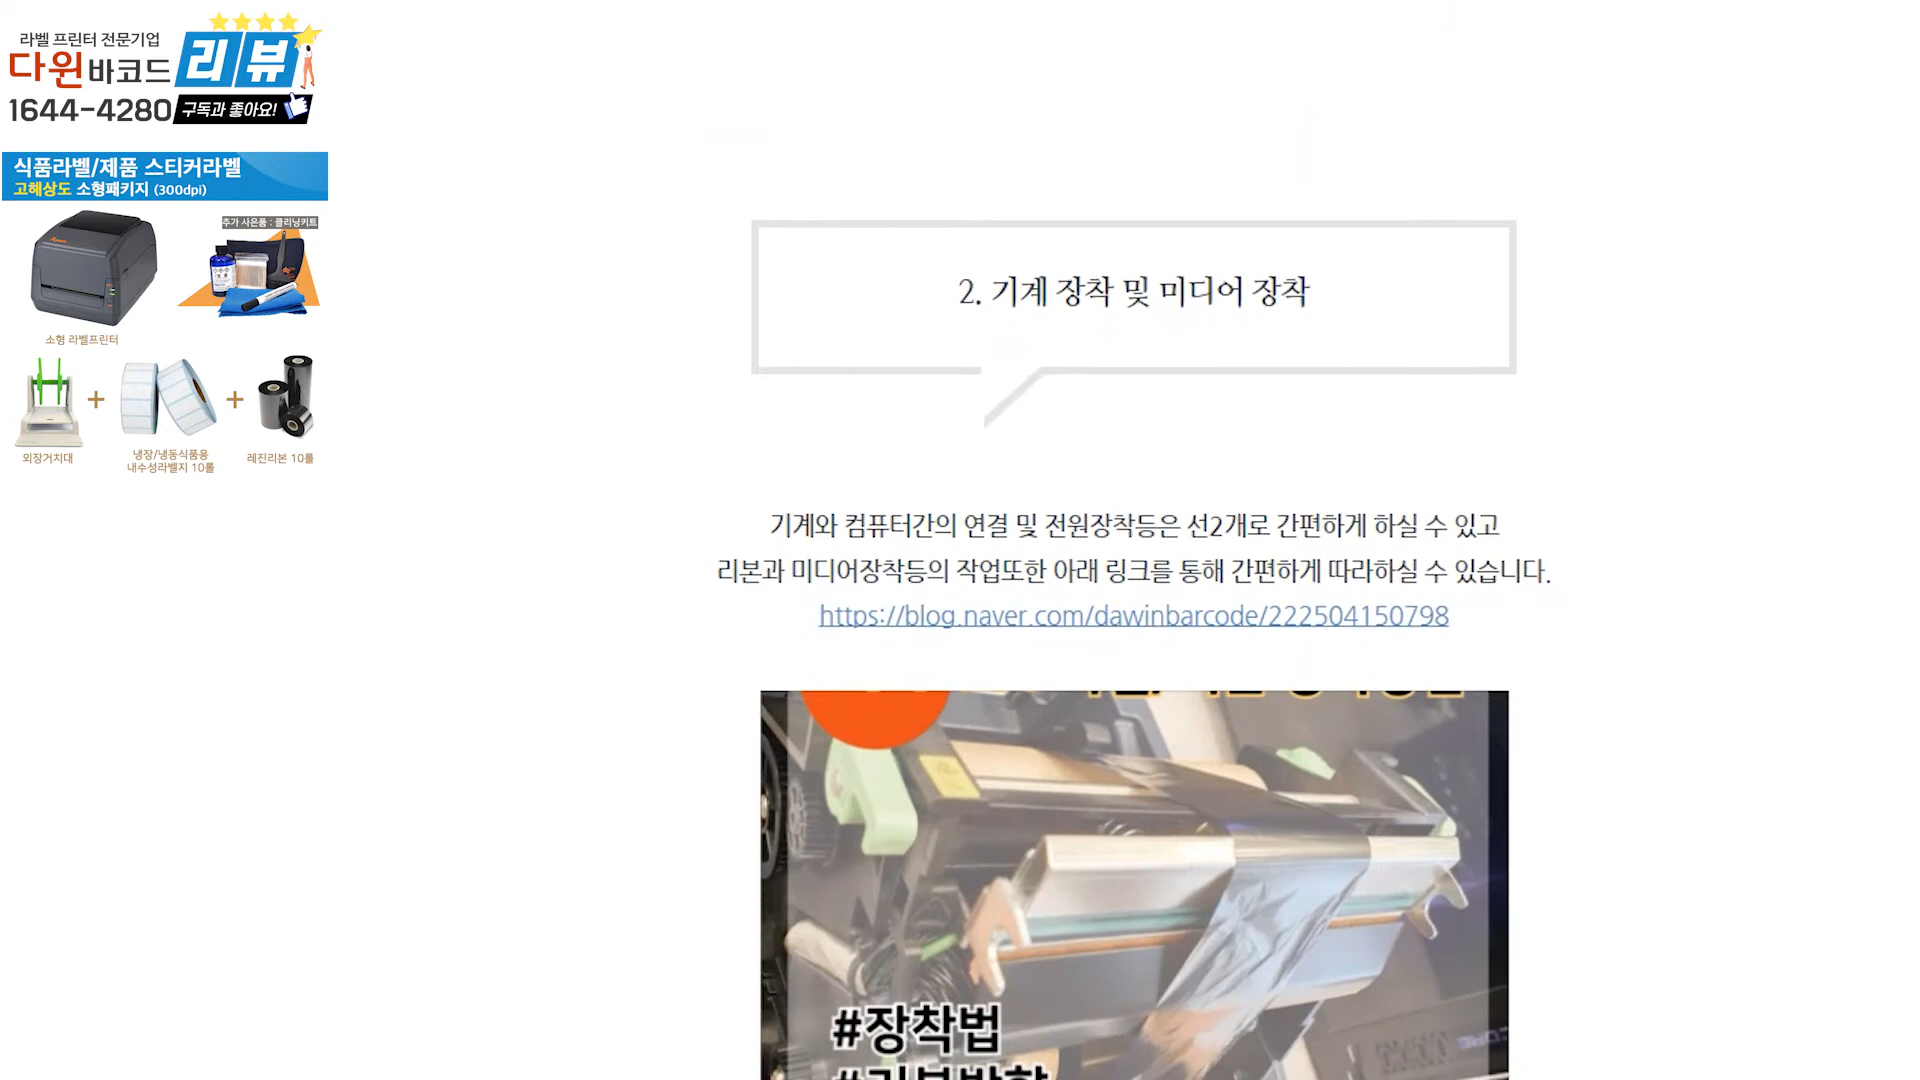 라벨 프린터 전문기업
다윈바코드
리뷰
1644-4280
구독과 좋아요!
식품라벨/제품 스티커라벨
고해상도 소형패키지 (300dpi)
추가 사은품 : 클리닝키트
소형 라벨프린터
외장거치대
냉장/냉동식품용
내수성라벨지 10롤
레진리본 10롤
2. 기계 장착 및 미디어 장착
기계와 컴퓨터간의 연결 및 전원장착등은 선2개로 간편하게 하실 수 있고
리본과 미디어장착등의 작업또한 아래 링크를 통해 간편하게 따라하실 수 있습니다.
https://blog.naver.com/dawinbarcode/222504150798
#장착법